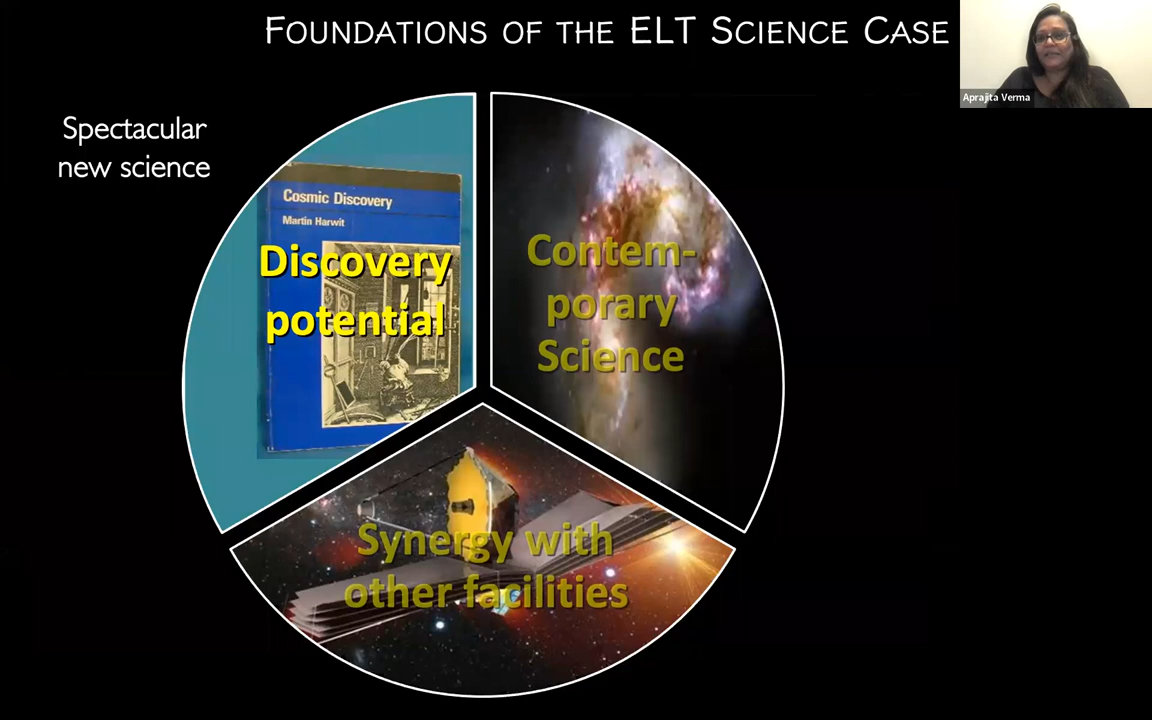 FOUNDATIONS OF THE ELT SCIENCE CASE
Aprajita Verma
Spectacular
new science
Cosmic Discovery
Martin Harwit
Discovery
potential
Contem-
porary
Science
Synergy with
other facilities